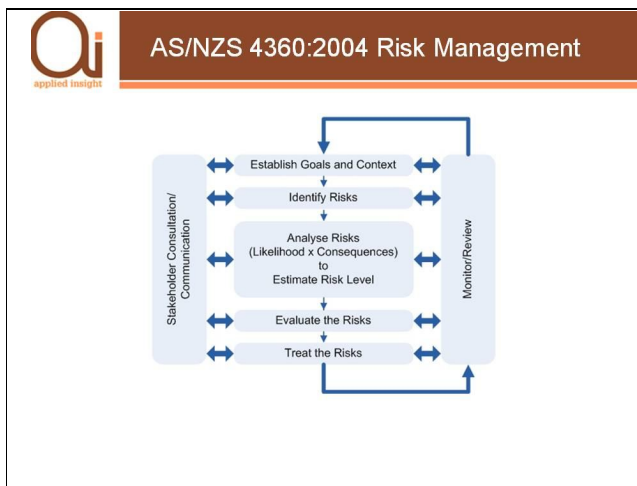 applied insight
AS/NZS 4360:2004 Risk Management
Stakeholder Consultation/
Communication
Establish Goals and Context
Identify Risks
Analyse Risks
(Likelihood x Consequences)
to
Estimate Risk Level
Evaluate the Risks
Treat the Risks
Monitor/Review